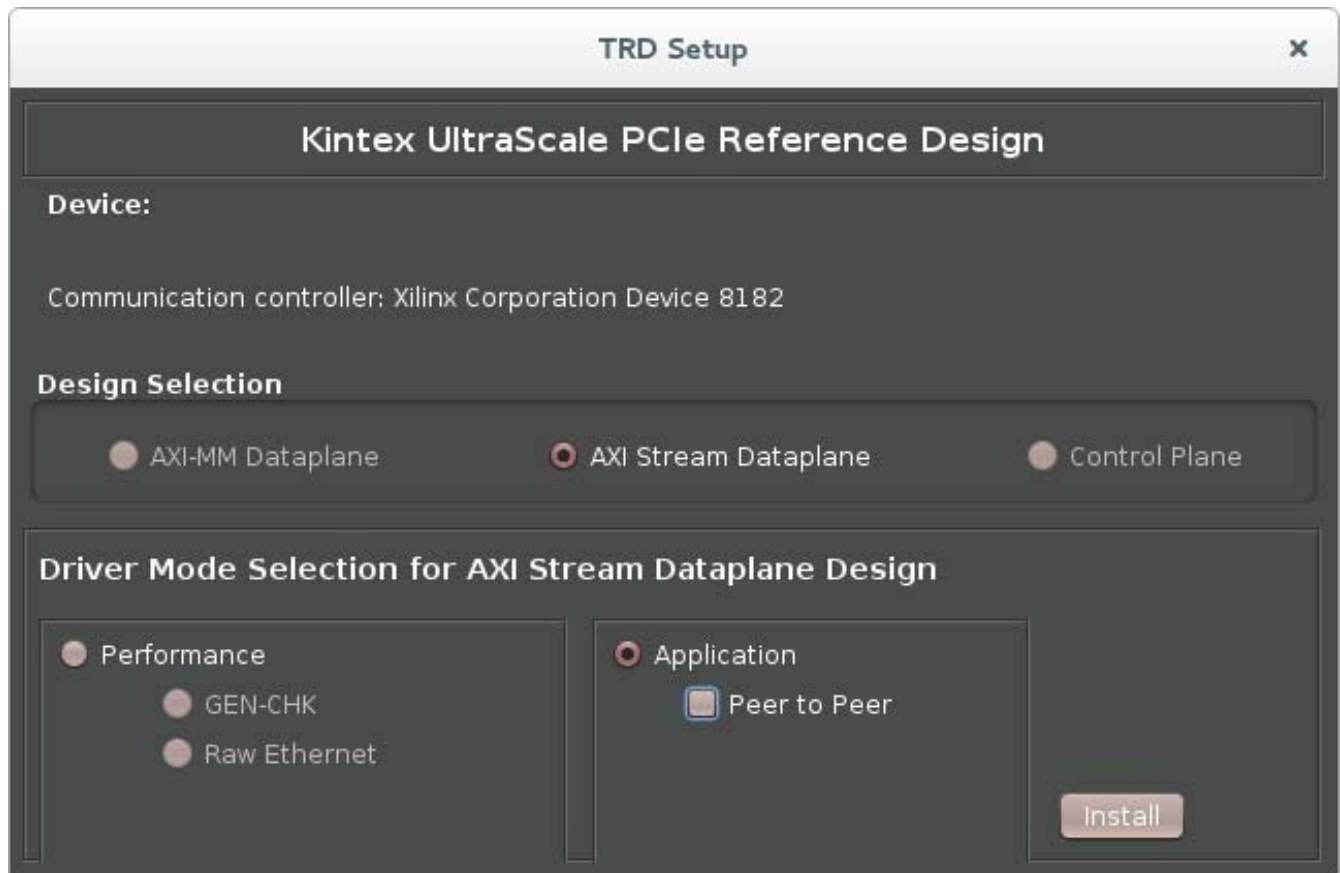 TRD Setup
Kintex UltraScale PCIe Reference Design
Device:
Communication controller: Xilinx Corporation Device 8182
Design Selection
AXI-MM Dataplane AXI Stream Dataplane Control Plane
Driver Mode Selection for AXI Stream Dataplane Design
Performance
GEN-CHK
Raw Ethernet
Application
Peer to Peer
Install